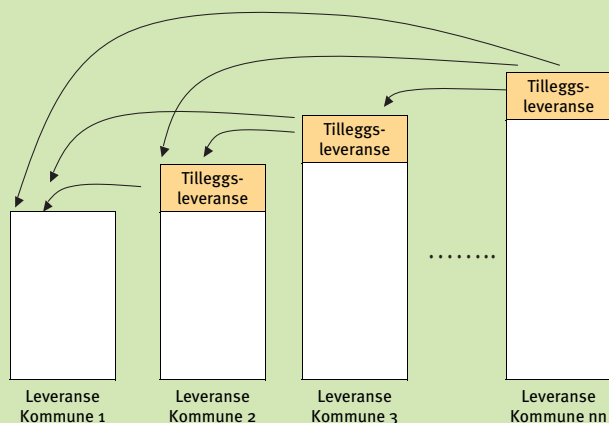 Tilleggs-
leveranse
Tilleggs-
leveranse
Tilleggs-
leveranse
........
Leveranse
Kommune 1
Leveranse
Kommune 2
Leveranse
Kommune 3
Leveranse
Kommune nn